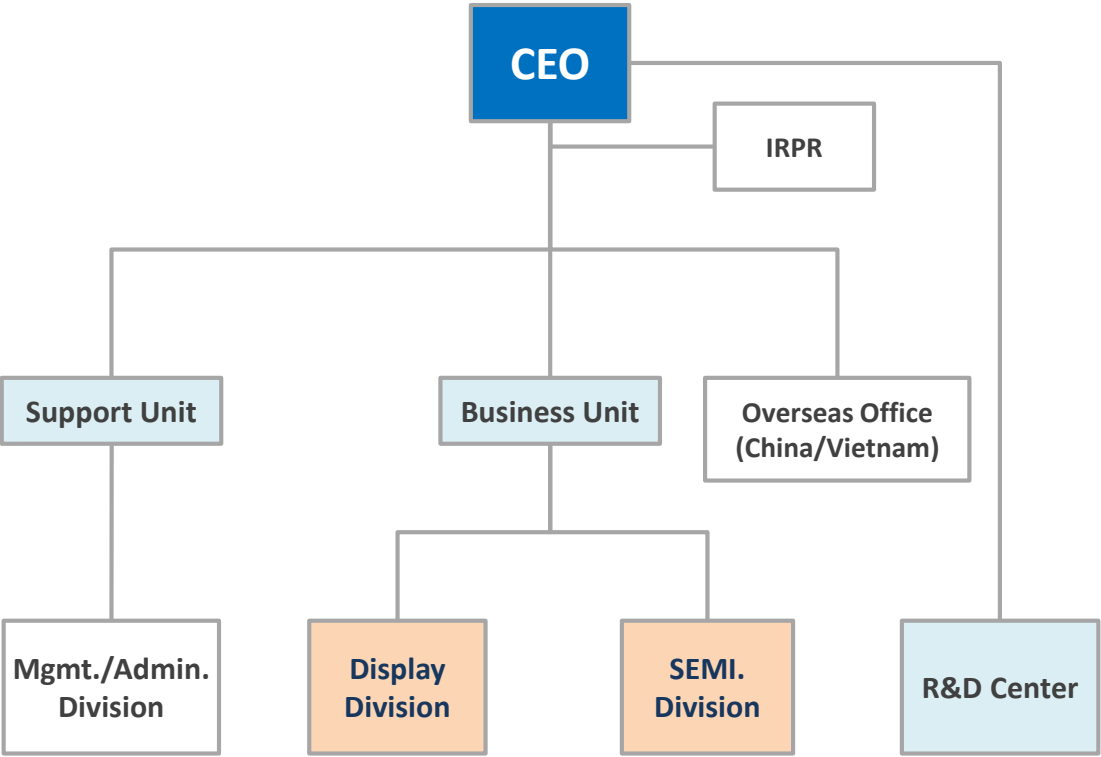 CEO
IRPR
Support Unit
Business Unit
Overseas Office
(China/Vietnam)
Mgmt./Admin.
Division
Display
Division
SEMI.
Division
R&D Center